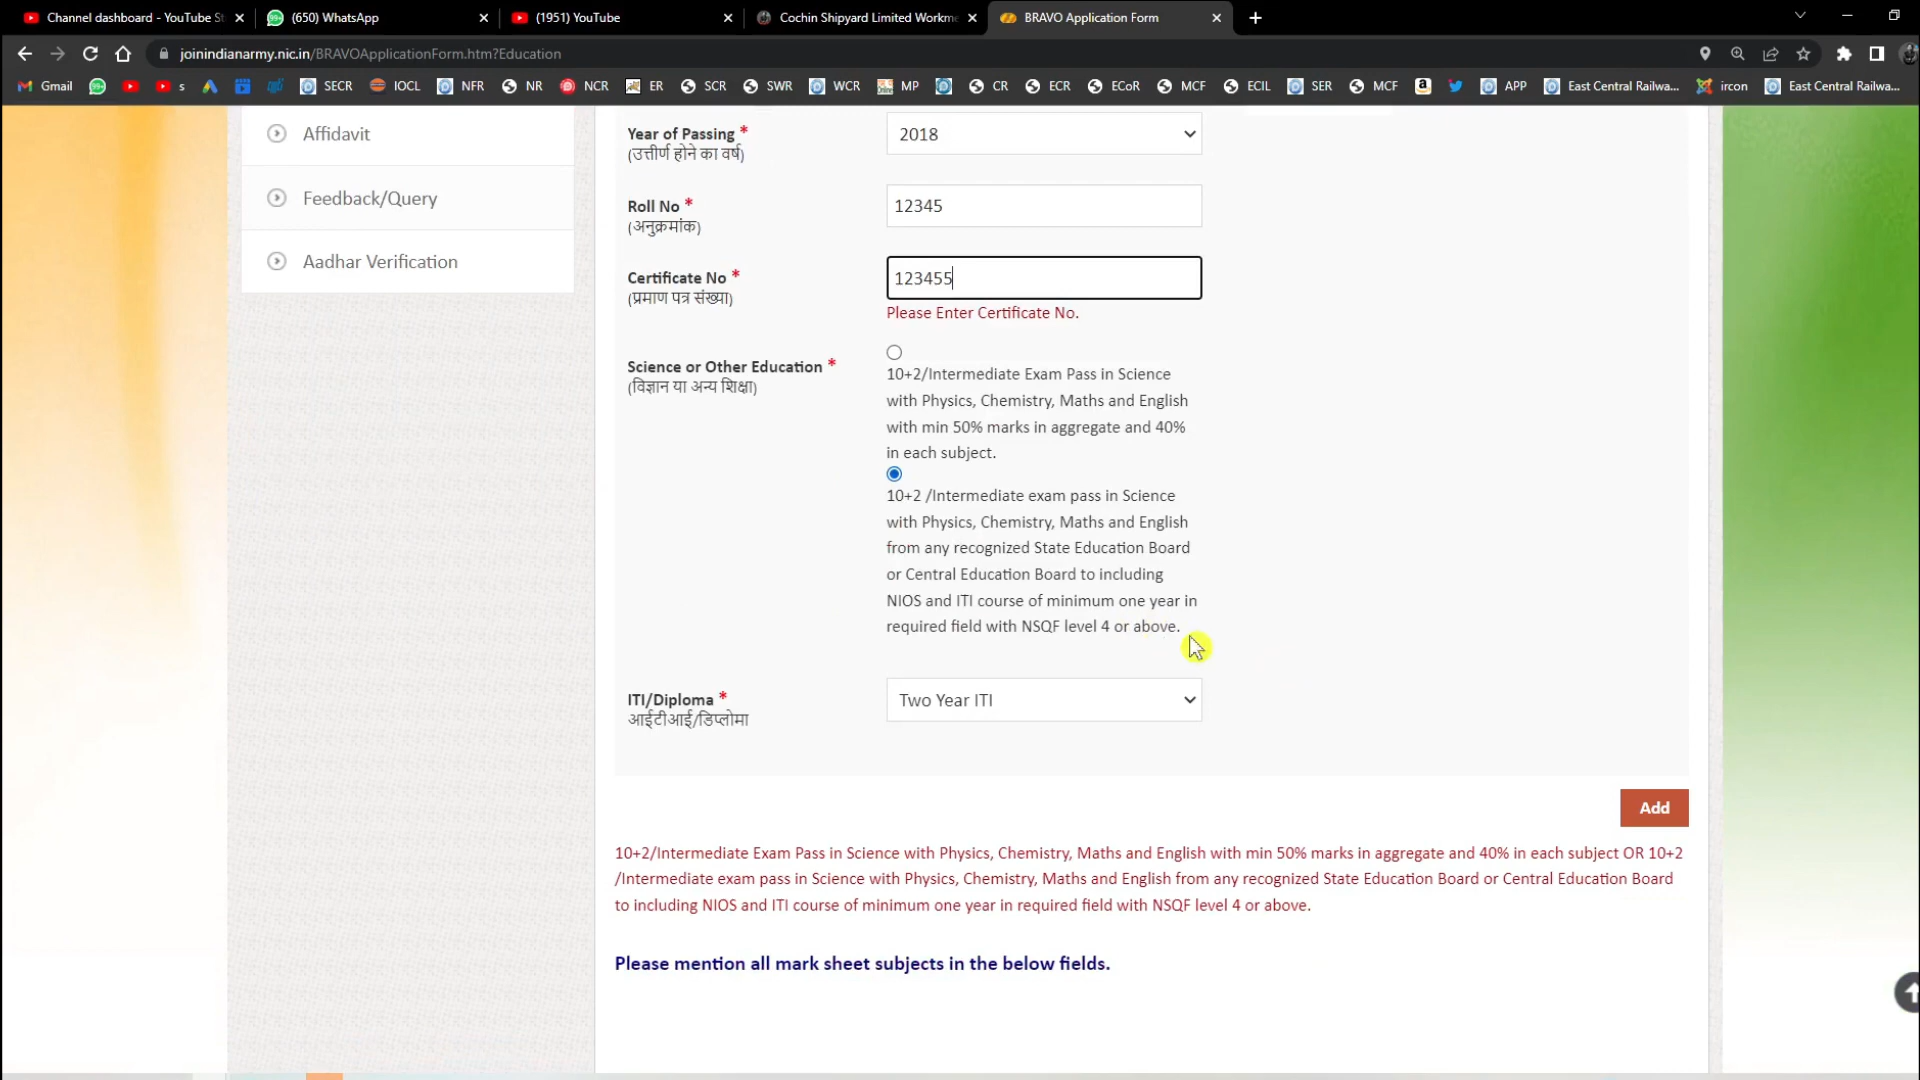 Channel dashboard - YouTube St
(650) WhatsApp
(1951) YouTube
Cochin Shipyard Limited Workme
BRAVO Application Form
joinindianarmy.nic.in/BRAVOApplicationForm.htm?Education
Gmail
s
SECR
IOCL
NFR
NR
NCR
ER
SCR
SWR
WCR
MP
CR
ECR
ECoR
MCF
ECIL
SER
MCF
APP
East Central Railwa...
ircon
East Central Railwa...
Affidavit
Feedback/Query
Aadhar Verification
Year of Passing *
(उत्तीर्ण होने का वर्ष)
2018
Roll No *
(अनुक्रमांक)
12345
Certificate No *
(प्रमाण पत्र संख्या)
123455
Please Enter Certificate No.
Science or Other Education *
(विज्ञान या अन्य शिक्षा)
10+2/Intermediate Exam Pass in Science
with Physics, Chemistry, Maths and English
with min 50% marks in aggregate and 40%
in each subject.
10+2 /Intermediate exam pass in Science
with Physics, Chemistry, Maths and English
from any recognized State Education Board
or Central Education Board to including
NIOS and ITI course of minimum one year in
required field with NSQF level 4 or above.
ITI/Diploma *
आईटीआई/डिप्लोमा
Two Year ITI
Add
10+2/Intermediate Exam Pass in Science with Physics, Chemistry, Maths and English with min 50% marks in aggregate and 40% in each subject OR 10+2
/Intermediate exam pass in Science with Physics, Chemistry, Maths and English from any recognized State Education Board or Central Education Board
to including NIOS and ITI course of minimum one year in required field with NSQF level 4 or above.
Please mention all mark sheet subjects in the below fields.